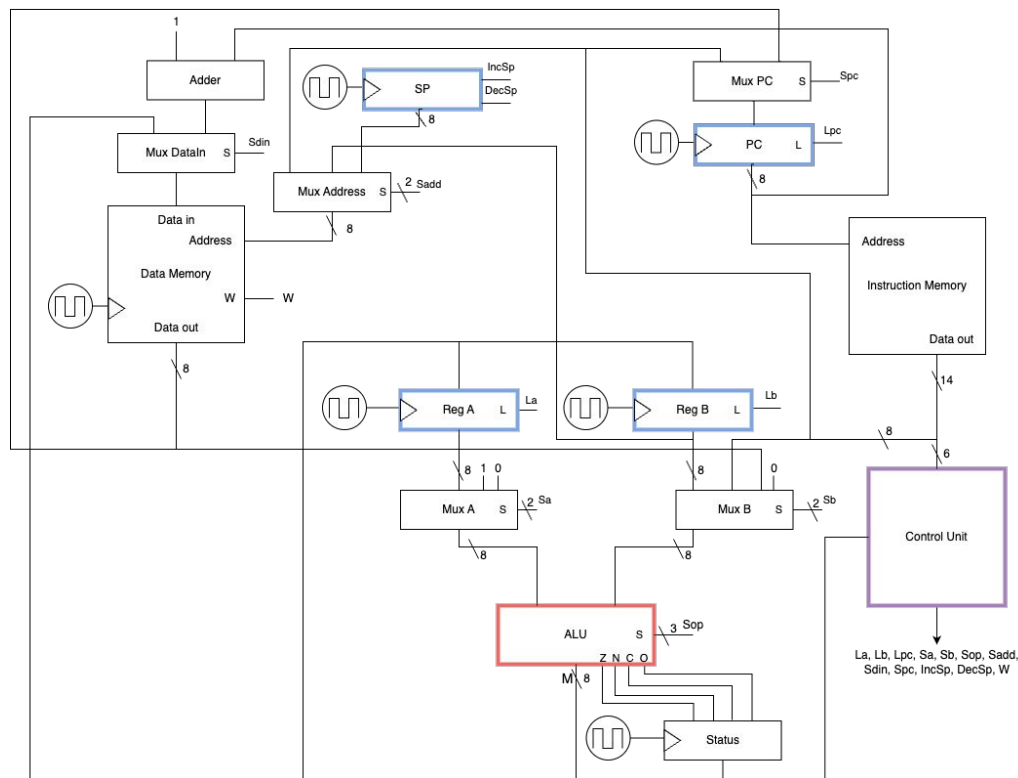 1
Adder
IncSp
SP
DecSp
8
Mux PC
S
Spc
Lpc
PC
L
8
Mux DataIn
S
Sdin
Mux Address
S
2
Sadd
8
Data in
Address
Data Memory
W
W
Data out
8
Address
Instruction Memory
Data out
14
La
Reg A
L
Lb
Reg B
L
8
6
8
1
0
8
0
Mux A
S
2
Sa
Mux B
S
2
Sb
8
8
Control Unit
ALU
S
3
Sop
Z N C O
M
8
La, Lb, Lpc, Sa, Sb, Sop, Sadd,
Sdin, Spc, IncSp, DecSp, W
Status